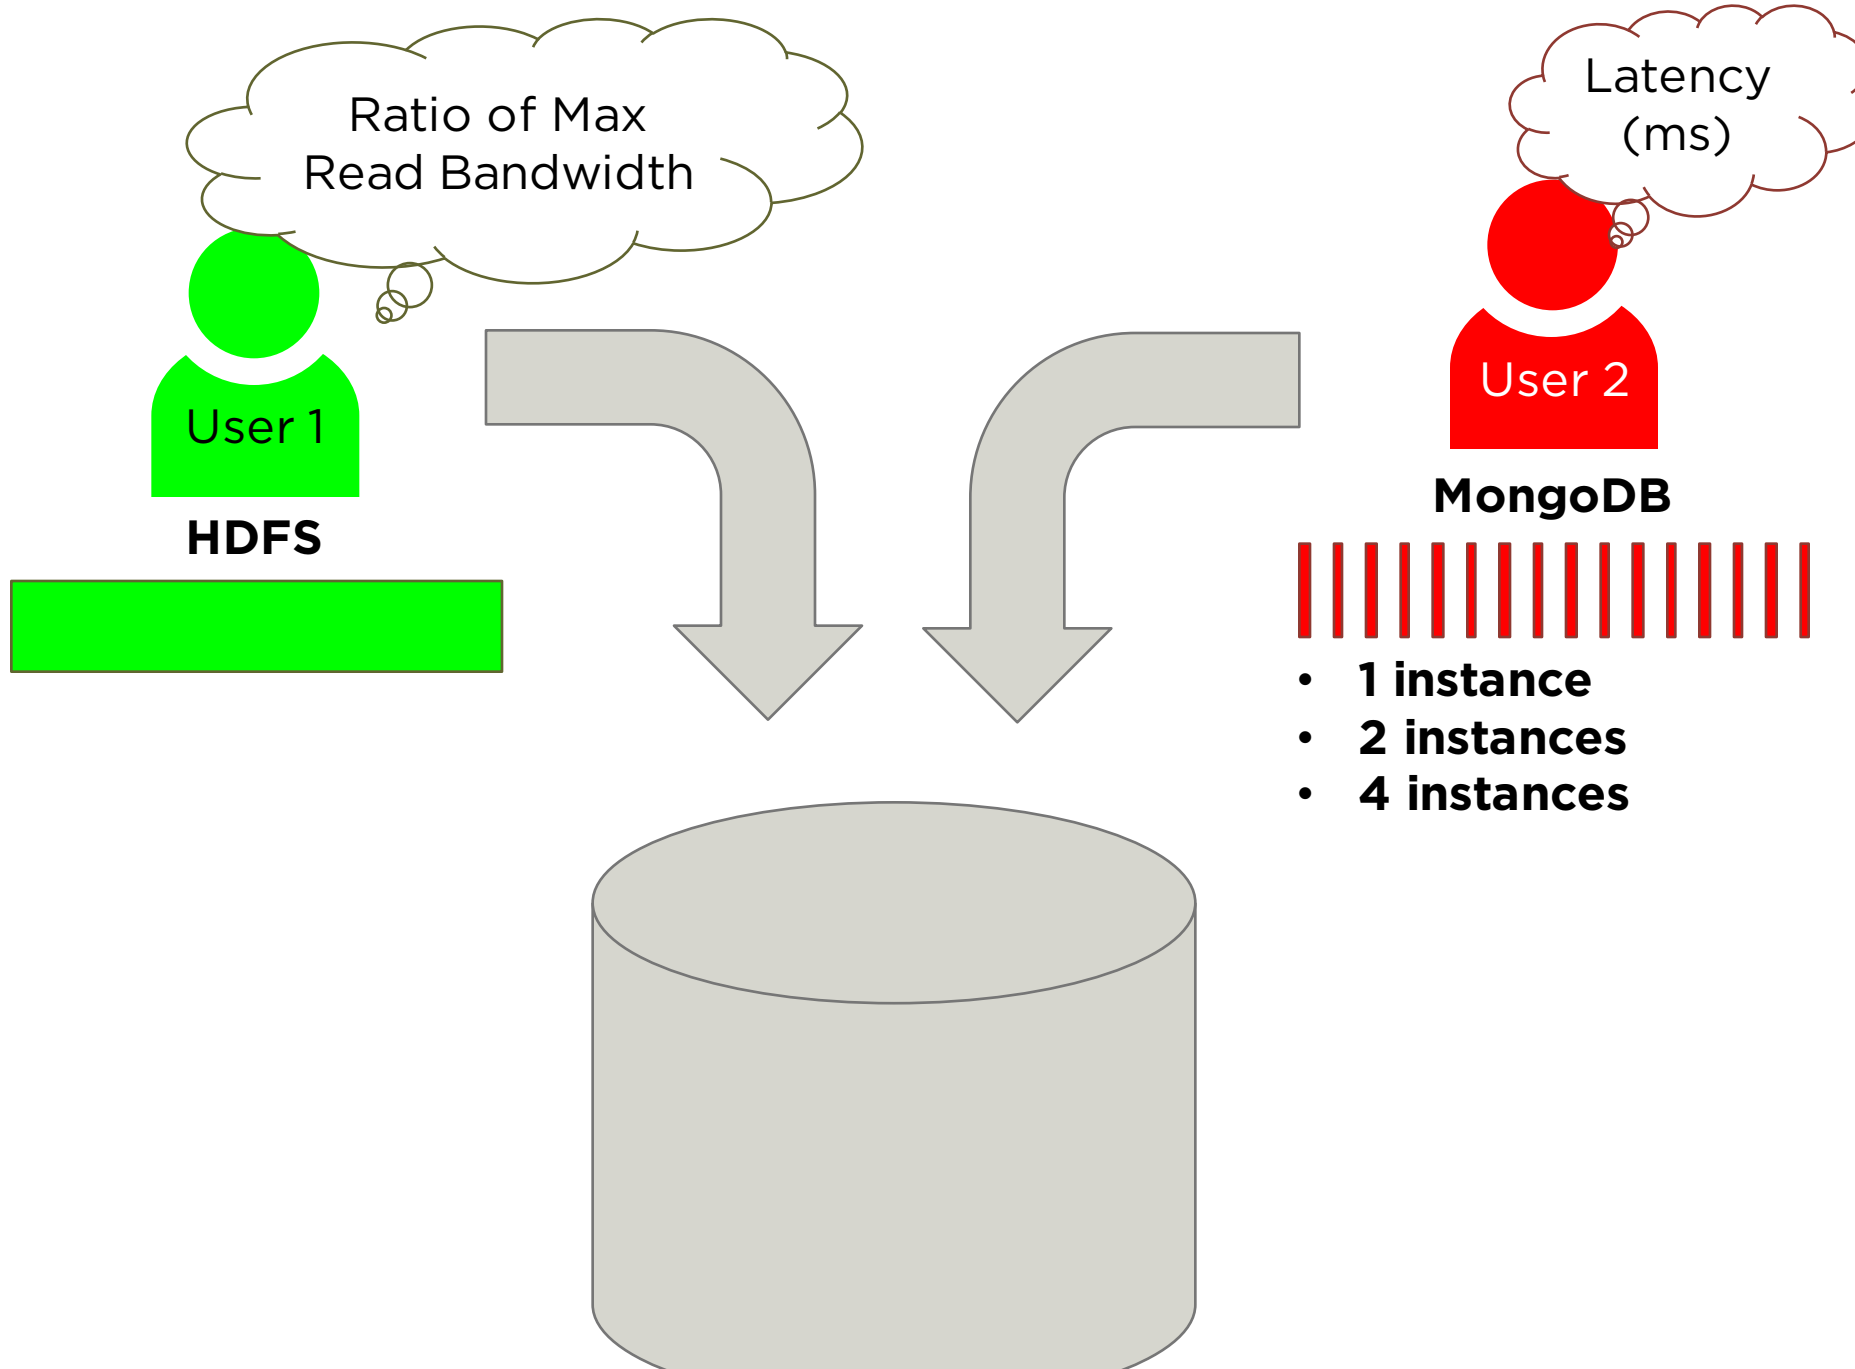 Ratio of Max
Read Bandwidth
User 1
HDFS
Latency
(ms)
User 2
MongoDB
• 1 instance
• 2 instances
• 4 instances